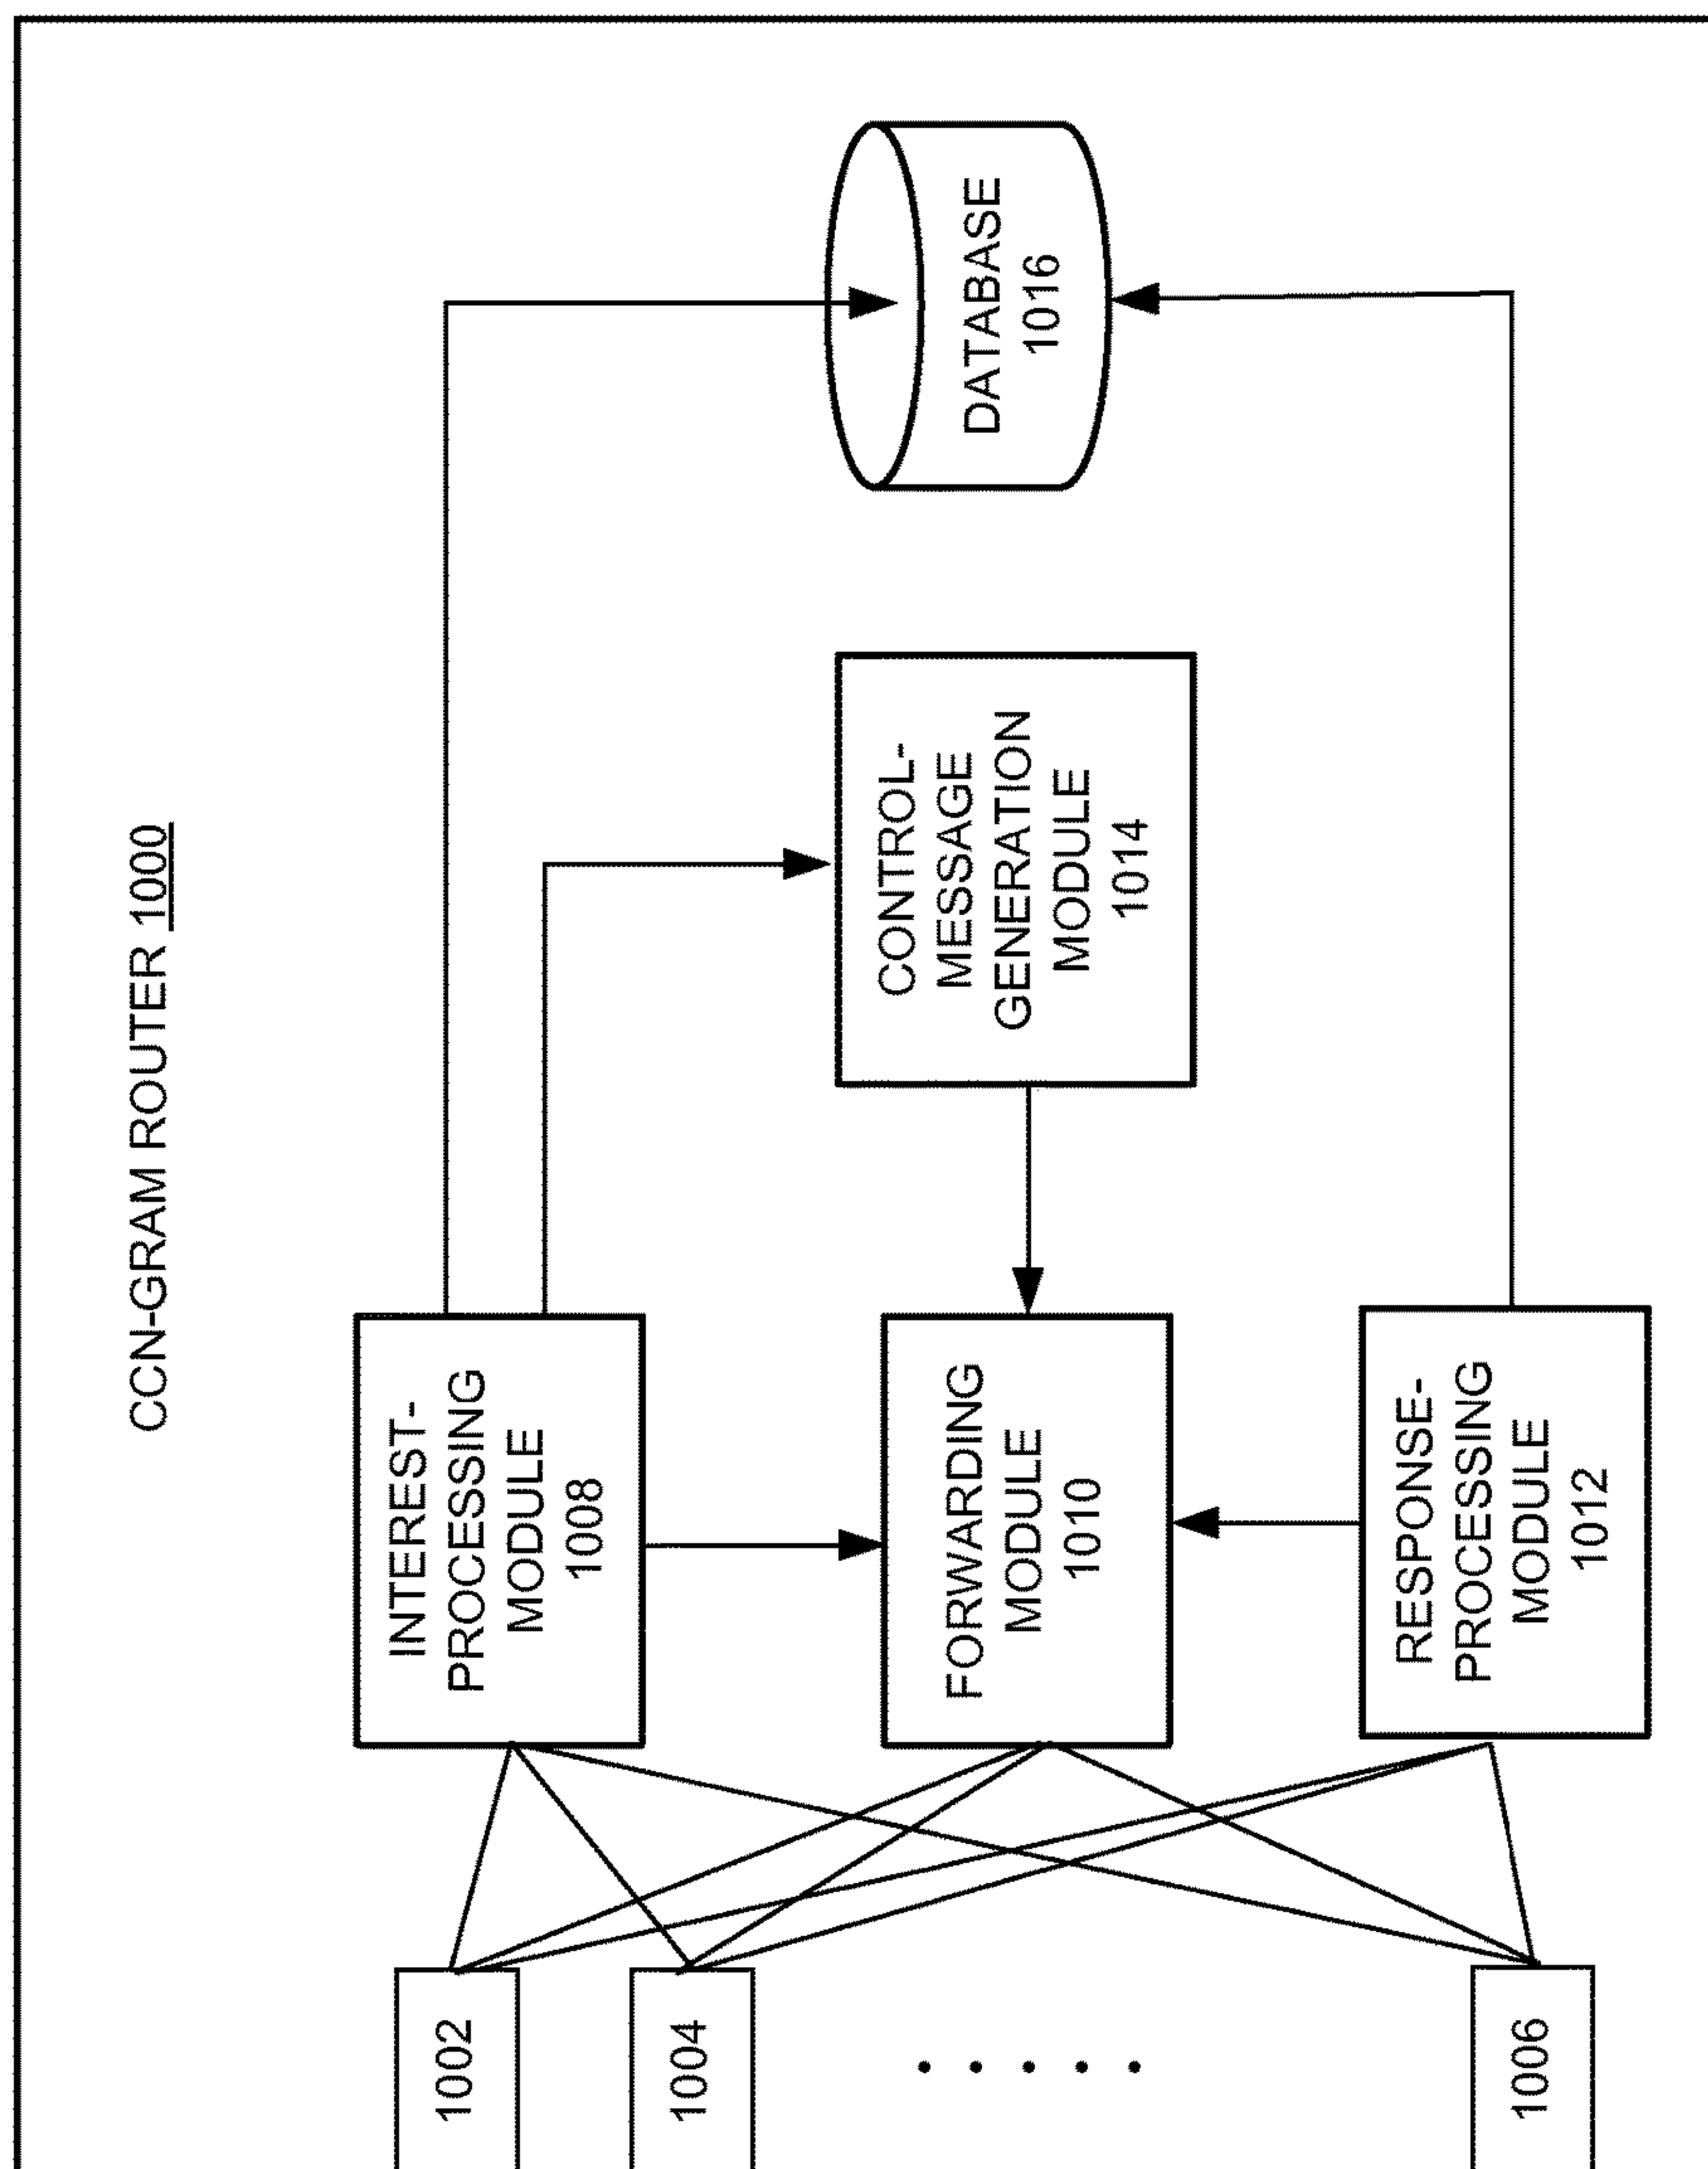 CCN-GRAM ROUTER 1000
1002
1004
1006
INTEREST-
PROCESSING
MODULE
1008
FORWARDING
MODULE
1010
RESPONSE-
PROCESSING
MODULE
1012
CONTROL-
MESSAGE
GENERATION
MODULE
1014
DATABASE
1016